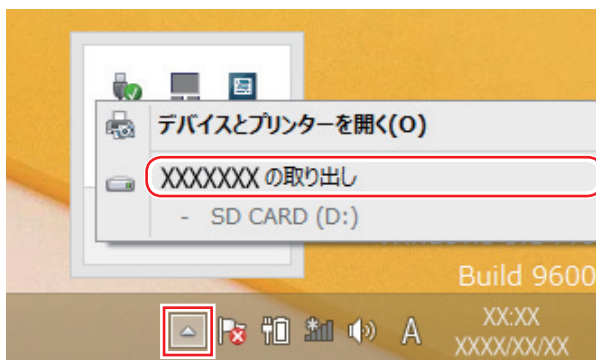 デバイスとプリンターを開く(O)
XXXXXXX の取り出し
- SD CARD (D:)
Build 9600
A
XX:XX
XXXX/XX/XX